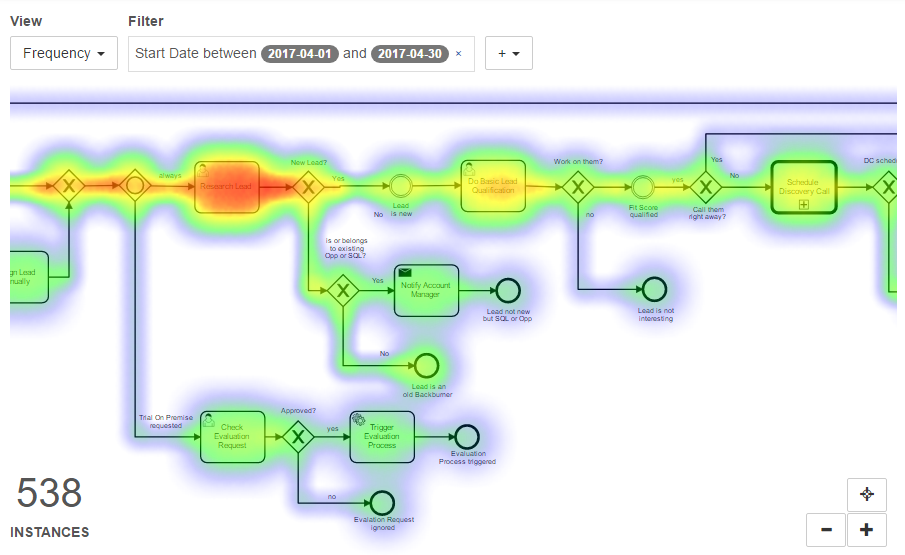 View
Filter
Frequency
Start Date between 2017-04-01 and 2017-04-30 ×
+
always
Research Lead
New Lead?
Yes
No
Lead
is new
Do Basic Lead
Qualification
Work on them?
no
Fit Score
qualified
yes
Yes
No
Call them
right away?
Schedule
Discovery Call
DC sched
gn Lead
nually
is or belongs
to existing
Opp or SQL?
Yes
Notify Account
Manager
Lead not new
but SQL or Opp
Lead is not
interesting
No
Lead is an
old Backburner
Trial On Premise
requested
Check
Evaluation
Request
Approved?
yes
Trigger
Evaluation
Process
Evaluation
Process triggered
no
Evalation Request
ignored
538
INSTANCES
-
+